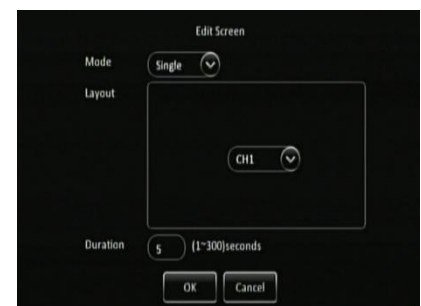 Edit Screen
Mode Single
Layout
CH1
Duration 5 (1~300)seconds
OK Cancel